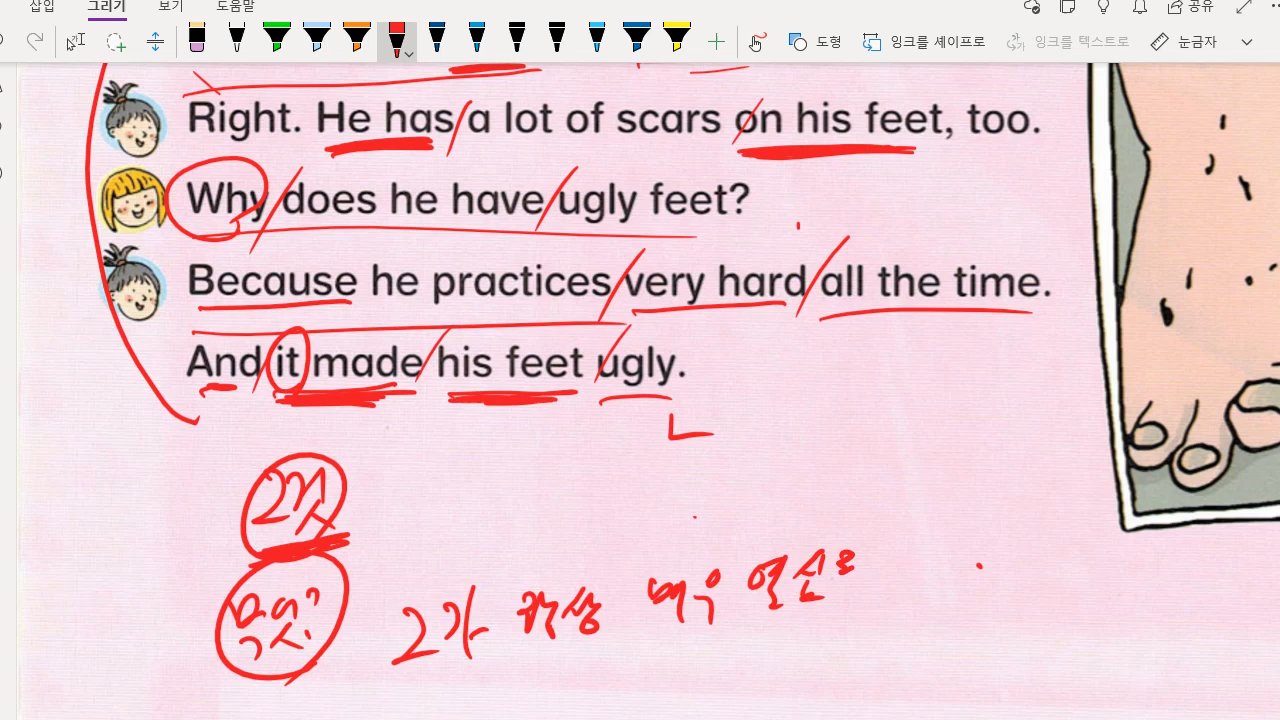 삽입 그리기 보기 도움말 공유
도형 잉크를 셰이프로 잉크를 텍스트로 눈금자
Right. He has a lot of scars on his feet, too.
Why does he have ugly feet?
Because he practices very hard all the time.
And it made his feet ugly.
그것
무엇?
그가 항상 매우 열심히